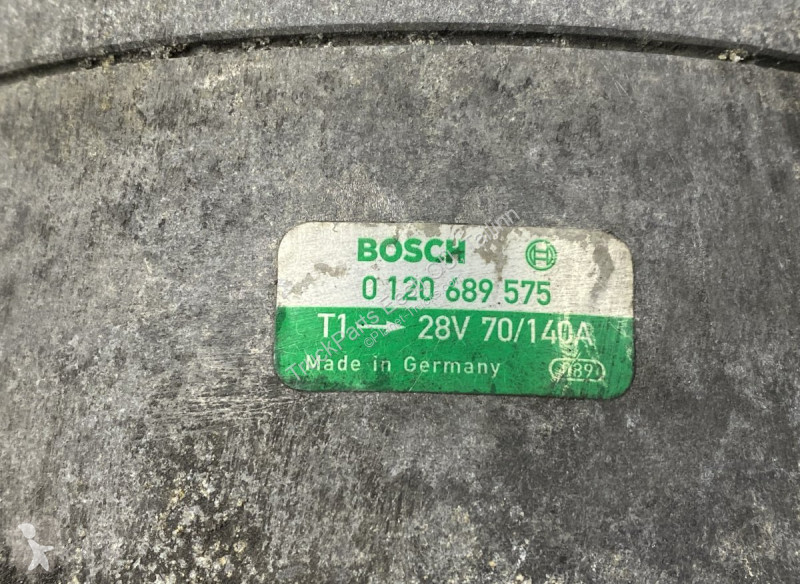 BOSCH
0 120 689 575
T1 → 28V 70/140A
Made in Germany